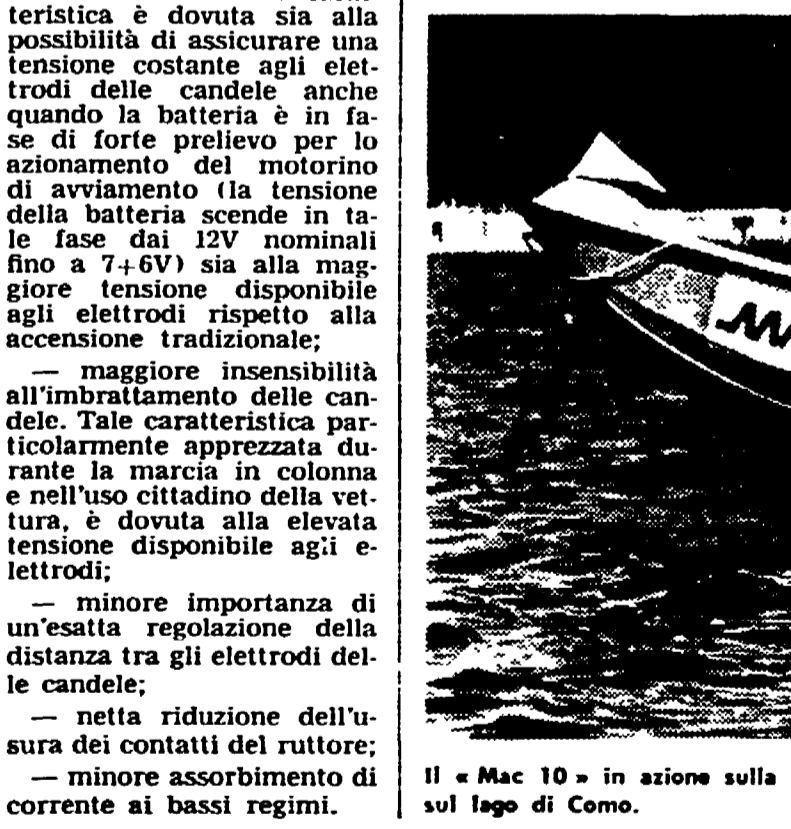 teristica è dovuta sia alla
possibilità di assicurare una
tensione costante agli elet-
trodi delle candele anche
quando la batteria è in fa-
se di forte prelievo per lo
azionamento del motorino
di avviamento (la tensione
della batteria scende in ta-
le fase dai 12V nominali
fino a 7+6V) sia alla mag-
giore tensione disponibile
agli elettrodi rispetto alla
accensione tradizionale;
— maggiore insensibilità
all'imbrattamento delle can-
dele. Tale caratteristica par-
ticolarmente apprezzata du-
rante la marcia in colonna
e nell'uso cittadino della vet-
tura, è dovuta alla elevata
tensione disponibile agli e-
lettrodi;
— minore importanza di
un'esatta regolazione della
distanza tra gli elettrodi del-
le candele;
— netta riduzione dell'u-
sura dei contatti del ruttore;
— minore assorbimento di
corrente ai bassi regimi.
Il « Mac 10 » in azione sulla
sul lago di Como.